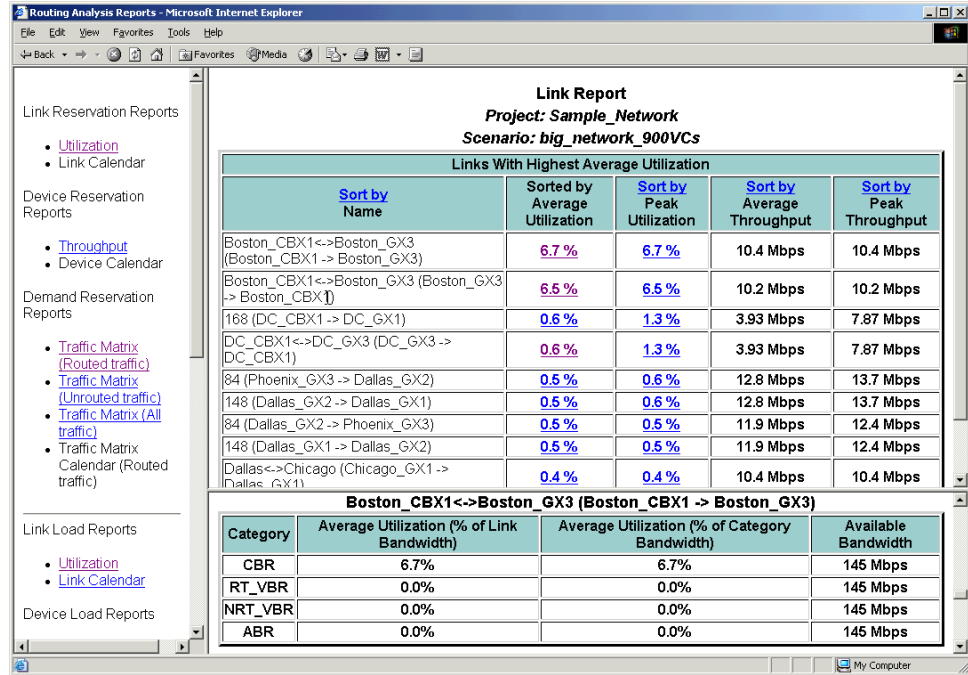 Routing Analysis Reports - Microsoft Internet Explorer
File Edit View Favorites Tools Help
Back Favorites Media
Link Reservation Reports
Utilization
Link Calendar
Device Reservation
Reports
Throughput
Device Calendar
Demand Reservation
Reports
Traffic Matrix
(Routed traffic)
Traffic Matrix
(Unrouted traffic)
Traffic Matrix (All
traffic)
Traffic Matrix
Calendar (Routed
traffic)
Link Load Reports
Utilization
Link Calendar
Device Load Reports
Link Report
Project: Sample_Network
Scenario: big_network_900VCs
Links With Highest Average Utilization
Sort by Name Sorted by Average Utilization Sort by Peak Utilization Sort by Average Throughput Sort by Peak Throughput
Boston_CBX1<->Boston_GX3
(Boston_CBX1 -> Boston_GX3) 6.7 % 6.7 % 10.4 Mbps 10.4 Mbps
Boston_CBX1<->Boston_GX3 (Boston_GX3
-> Boston_CBX1) 6.5 % 6.5 % 10.2 Mbps 10.2 Mbps
168 (DC_CBX1 -> DC_GX1) 0.6 % 1.3 % 3.93 Mbps 7.87 Mbps
DC_CBX1<->DC_GX3 (DC_GX3 ->
DC_CBX1) 0.6 % 1.3 % 3.93 Mbps 7.87 Mbps
84 (Phoenix_GX3 -> Dallas_GX2) 0.5 % 0.6 % 12.8 Mbps 13.7 Mbps
148 (Dallas_GX2 -> Dallas_GX1) 0.5 % 0.6 % 12.8 Mbps 13.7 Mbps
84 (Dallas_GX2 -> Phoenix_GX3) 0.5 % 0.5 % 11.9 Mbps 12.4 Mbps
148 (Dallas_GX1 -> Dallas_GX2) 0.5 % 0.5 % 11.9 Mbps 12.4 Mbps
Dallas<->Chicago (Chicago_GX1 ->
Dallas_GX1) 0.4 % 0.4 % 10.4 Mbps 10.4 Mbps
Boston_CBX1<->Boston_GX3 (Boston_CBX1 -> Boston_GX3)
Category Average Utilization (% of Link Bandwidth) Average Utilization (% of Category Bandwidth) Available Bandwidth
CBR 6.7% 6.7% 145 Mbps
RT_VBR 0.0% 0.0% 145 Mbps
NRT_VBR 0.0% 0.0% 145 Mbps
ABR 0.0% 0.0% 145 Mbps
My Computer